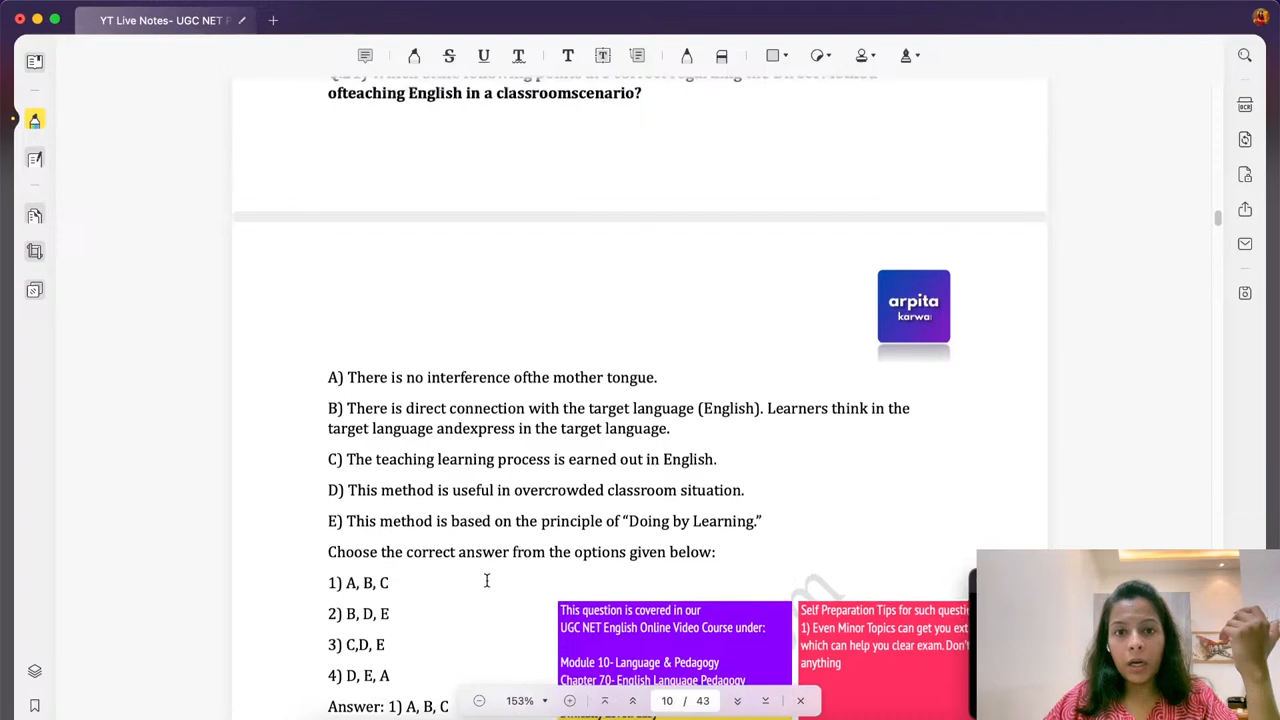 YT Live Notes- UGC NET
ofteaching English in a classroomscenario?
arpita
karwa
A) There is no interference ofthe mother tongue.
B) There is direct connection with the target language (English). Learners think in the
target language andexpress in the target language.
C) The teaching learning process is earned out in English.
D) This method is useful in overcrowded classroom situation.
E) This method is based on the principle of “Doing by Learning.”
Choose the correct answer from the options given below:
1) A, B, C
2) B, D, E
3) C,D, E
4) D, E, A
Answer: 1) A, B, C
This question is covered in our
UGC NET English Online Video Course under:
Module 10- Language & Pedagogy
Chapter 70- English Language Pedagogy
Self Preparation Tips for such
1) Even Minor Topics can get you
which can help you clear exam. Don't
anything
153%
10 / 43
OCR